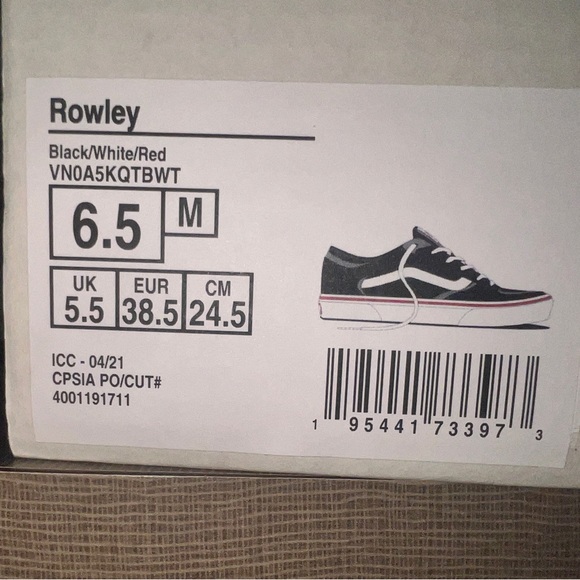 Rowley
Black/White/Red
VN0A5KQTBWT
6.5 M
UK EUR CM
5.5 38.5 24.5
ICC - 04/21
CPSIA PO/CUT#
4001191711
1 95441 73397 3